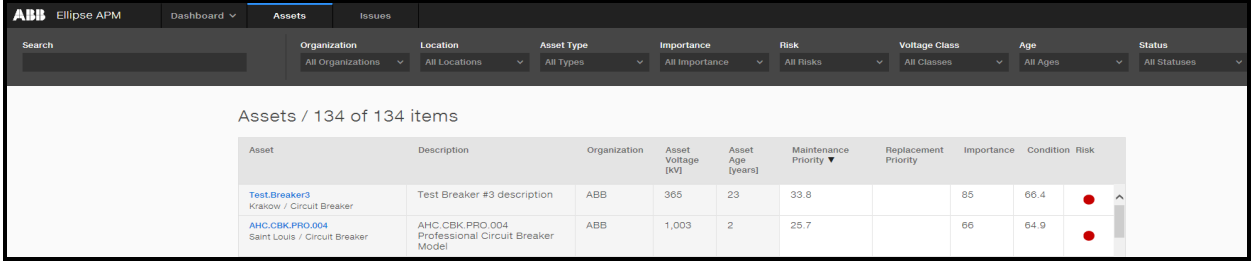 ABB Ellipse APM Dashboard Assets Issues
Search Organization Location Asset Type Importance Risk Voltage Class Age Status
All Organizations All Locations All Types All Importance All Risks All Classes All Ages All Statuses
Assets / 134 of 134 items
Asset Description Organization Asset Voltage [kV] Asset Age [years] Maintenance Priority ▼ Replacement Priority Importance Condition Risk
Test.Breaker3 Test Breaker #3 description ABB 365 23 33.8 85 66.4
Krakow / Circuit Breaker
AHC.CBK.PRO.004 AHC.CBK.PRO.004 ABB 1,003 2 25.7 66 64.9
Saint Louis / Circuit Breaker Professional Circuit Breaker
Model